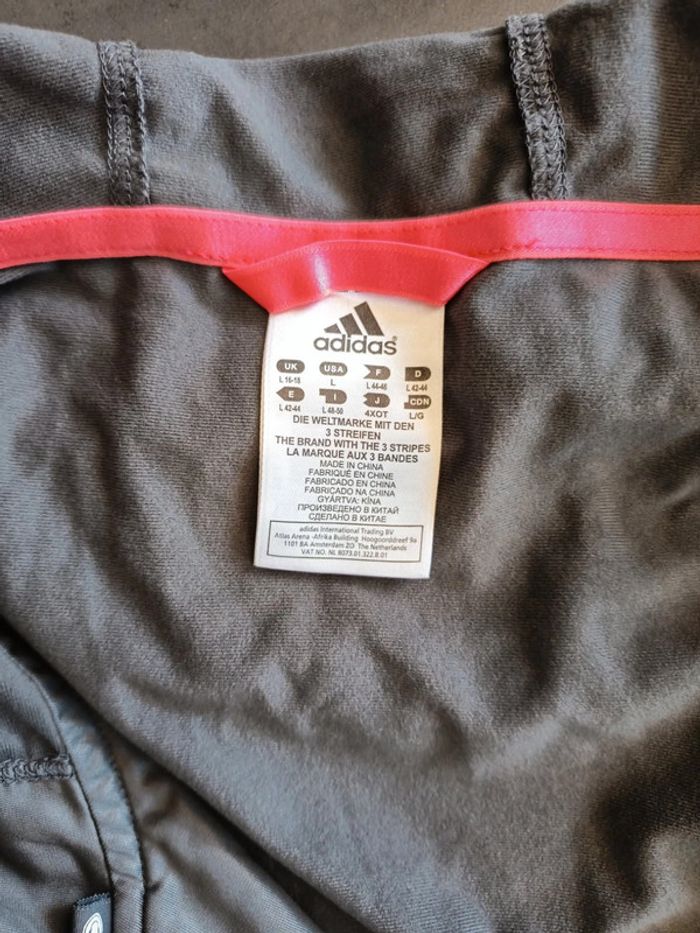 adidas
UK USA F D
L 16-18 L L 44-46 L 42-44
E I J CDN
L 42-44 L 48-50 4XOT L/G
DIE WELTMARKE MIT DEN
3 STREIFEN
THE BRAND WITH THE 3 STRIPES
LA MARQUE AUX 3 BANDES
MADE IN CHINA
FABRIQUÉ EN CHINE
FABRICADO EN CHINA
FABRICADO NA CHINA
GYÁRTVA: KÍNA
ПРОИЗВЕДЕНО В КИТАЙ
СДЕЛАНО В КИТАЕ
adidas International Trading BV
Atlas Arena -Afrika Building Hoogoorddreef 9a
1101 BA Amsterdam ZO The Netherlands
VAT NO. NL 8073.01.322.B.01